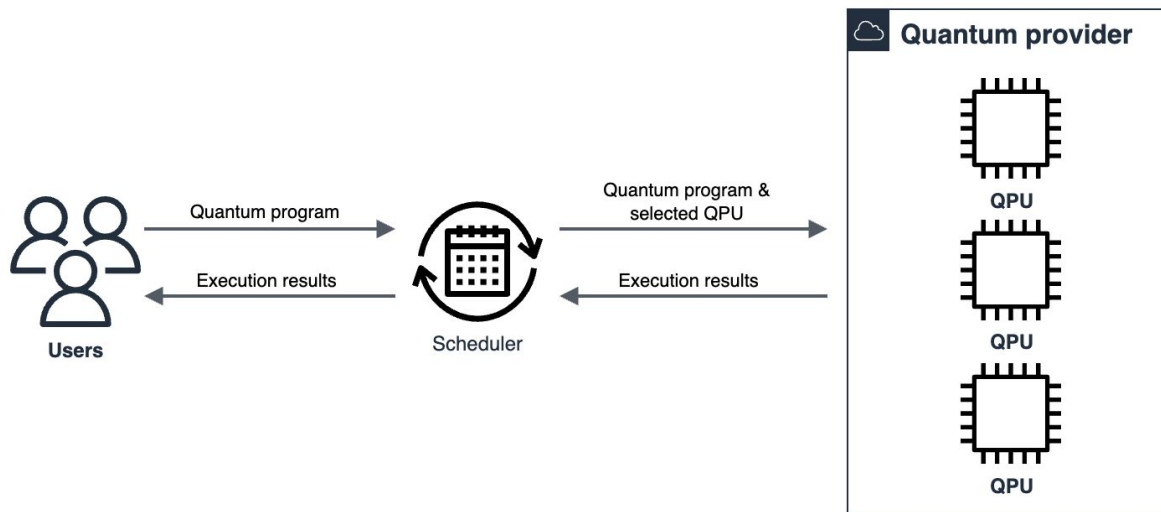 Quantum provider
QPU
Quantum program
Quantum program &
selected QPU
Execution results
Execution results
QPU
Users
Scheduler
QPU